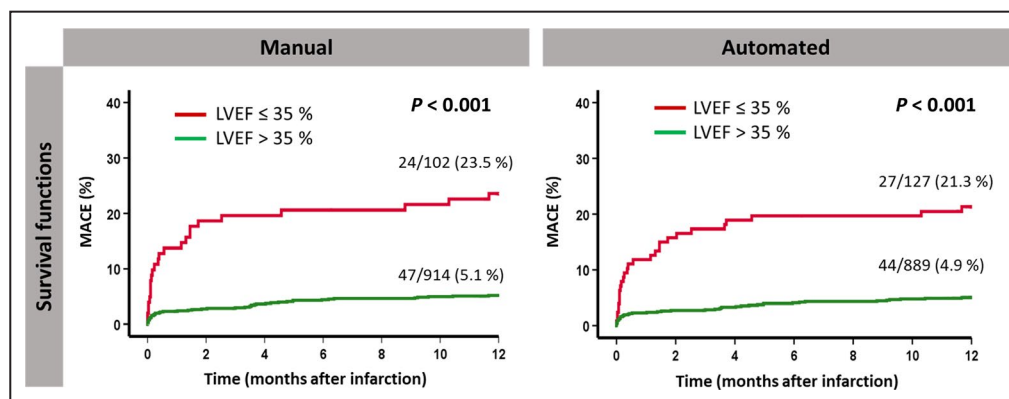 Manual
Automated
Survival functions
MACE (%)
40
30
20
10
0
LVEF ≤ 35 %
LVEF > 35 %
P < 0.001
24/102 (23.5 %)
47/914 (5.1 %)
0 2 4 6 8 10 12
Time (months after infarction)
MACE (%)
40
30
20
10
0
LVEF ≤ 35 %
LVEF > 35 %
P < 0.001
27/127 (21.3 %)
44/889 (4.9 %)
0 2 4 6 8 10 12
Time (months after infarction)